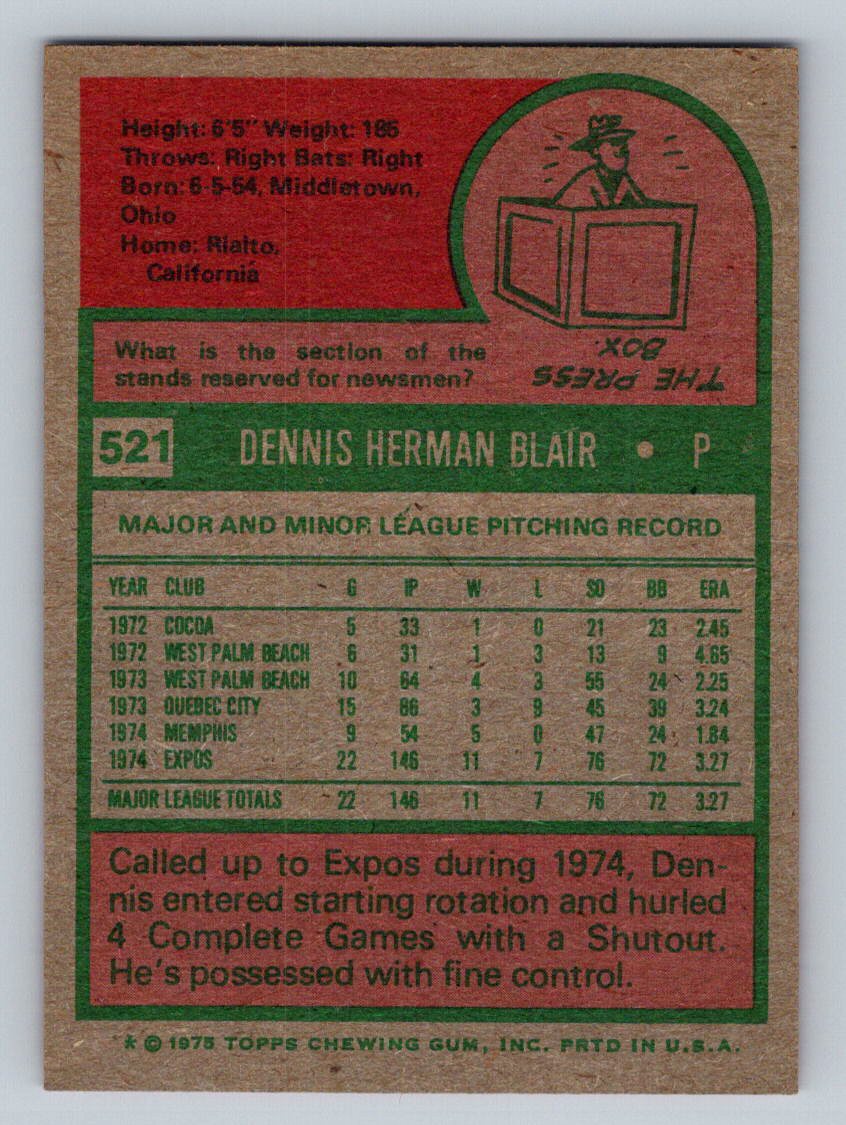 Height: 6'5" Weight: 185
Throws: Right Bats: Right
Born: 6-5-54, Middletown,
Ohio
Home: Rialto,
California
What is the section of the
stands reserved for newsmen?
THE PRESS
BOX.
521 DENNIS HERMAN BLAIR • P
MAJOR AND MINOR LEAGUE PITCHING RECORD
YEAR CLUB G IP W L SO BB ERA
1972 COCOA 5 33 1 0 21 23 2.45
1972 WEST PALM BEACH 6 31 1 3 13 9 4.65
1973 WEST PALM BEACH 10 64 4 3 55 24 2.25
1973 QUEBEC CITY 15 86 3 9 45 39 3.24
1974 MEMPHIS 9 54 5 0 47 24 1.84
1974 EXPOS 22 146 11 7 76 72 3.27
MAJOR LEAGUE TOTALS 22 146 11 7 76 72 3.27
Called up to Expos during 1974, Den-
nis entered starting rotation and hurled
4 Complete Games with a Shutout.
He's possessed with fine control.
* © 1975 TOPPS CHEWING GUM, INC. PRTD IN U.S.A.